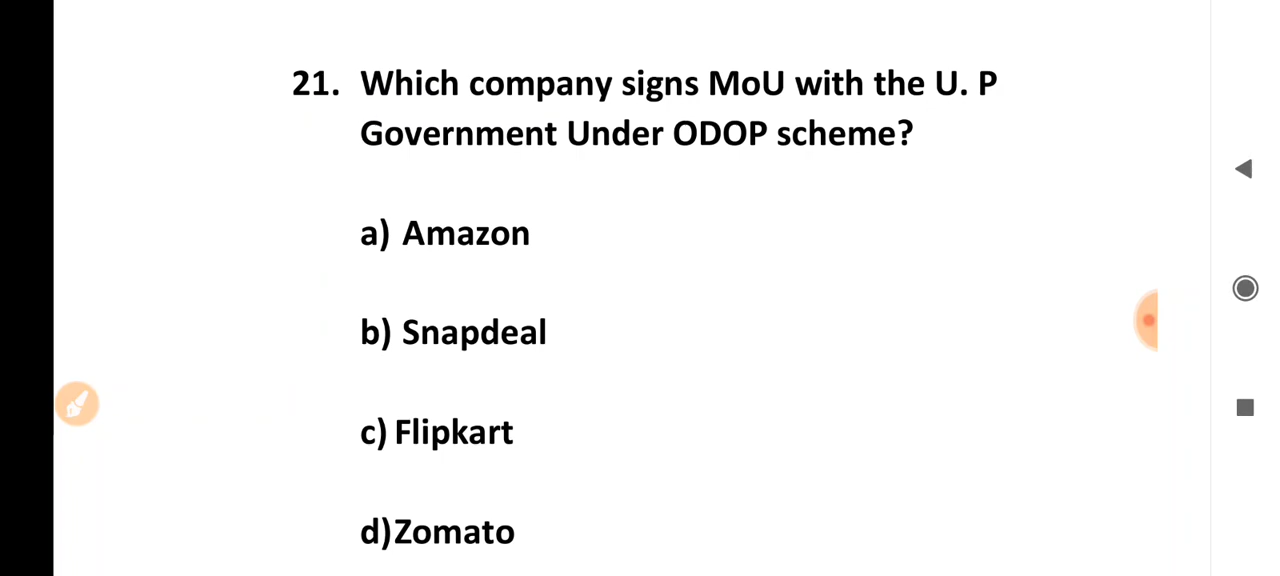 21. Which company signs MoU with the U. P
Government Under ODOP scheme?
a) Amazon
b) Snapdeal
c) Flipkart
d)Zomato